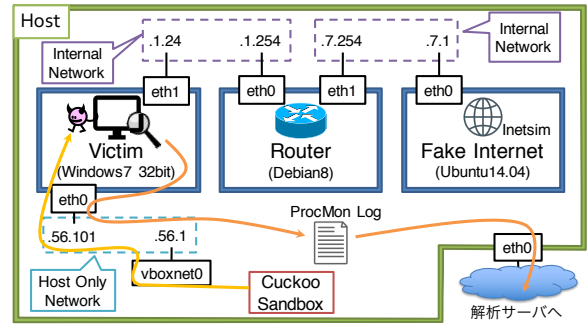 Host
Internal
Network
.1.24
.1.254
.7.254
.7.1
Internal
Network
eth1
eth0
eth1
eth0
Victim
(Windows7 32bit)
Router
(Debian8)
Inetsim
Fake Internet
(Ubuntu14.04)
eth0
ProcMon Log
.56.101
.56.1
eth0
Host Only
Network
vboxnet0
Cuckoo
Sandbox
解析サーバへ